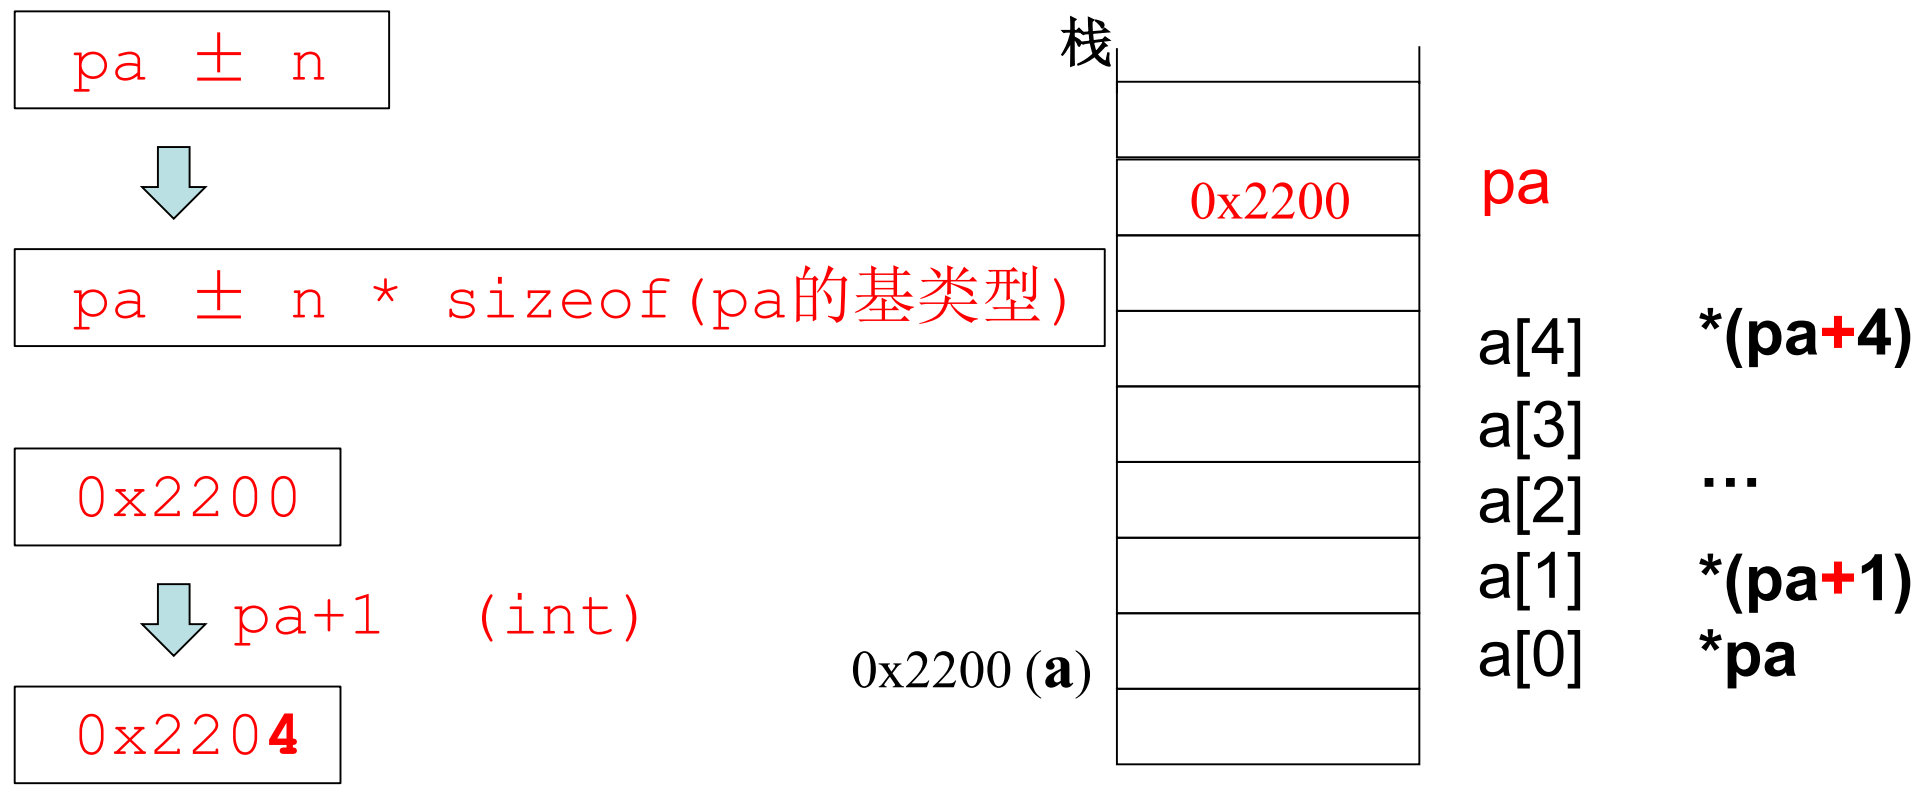 pa ± n
pa ± n * sizeof(pa的基类型)
0x2200
pa+1 (int)
0x2204
栈
0x2200
pa
a[4] *(pa+4)
a[3]
...
a[2]
a[1] *(pa+1)
0x2200 (a)
a[0] *pa